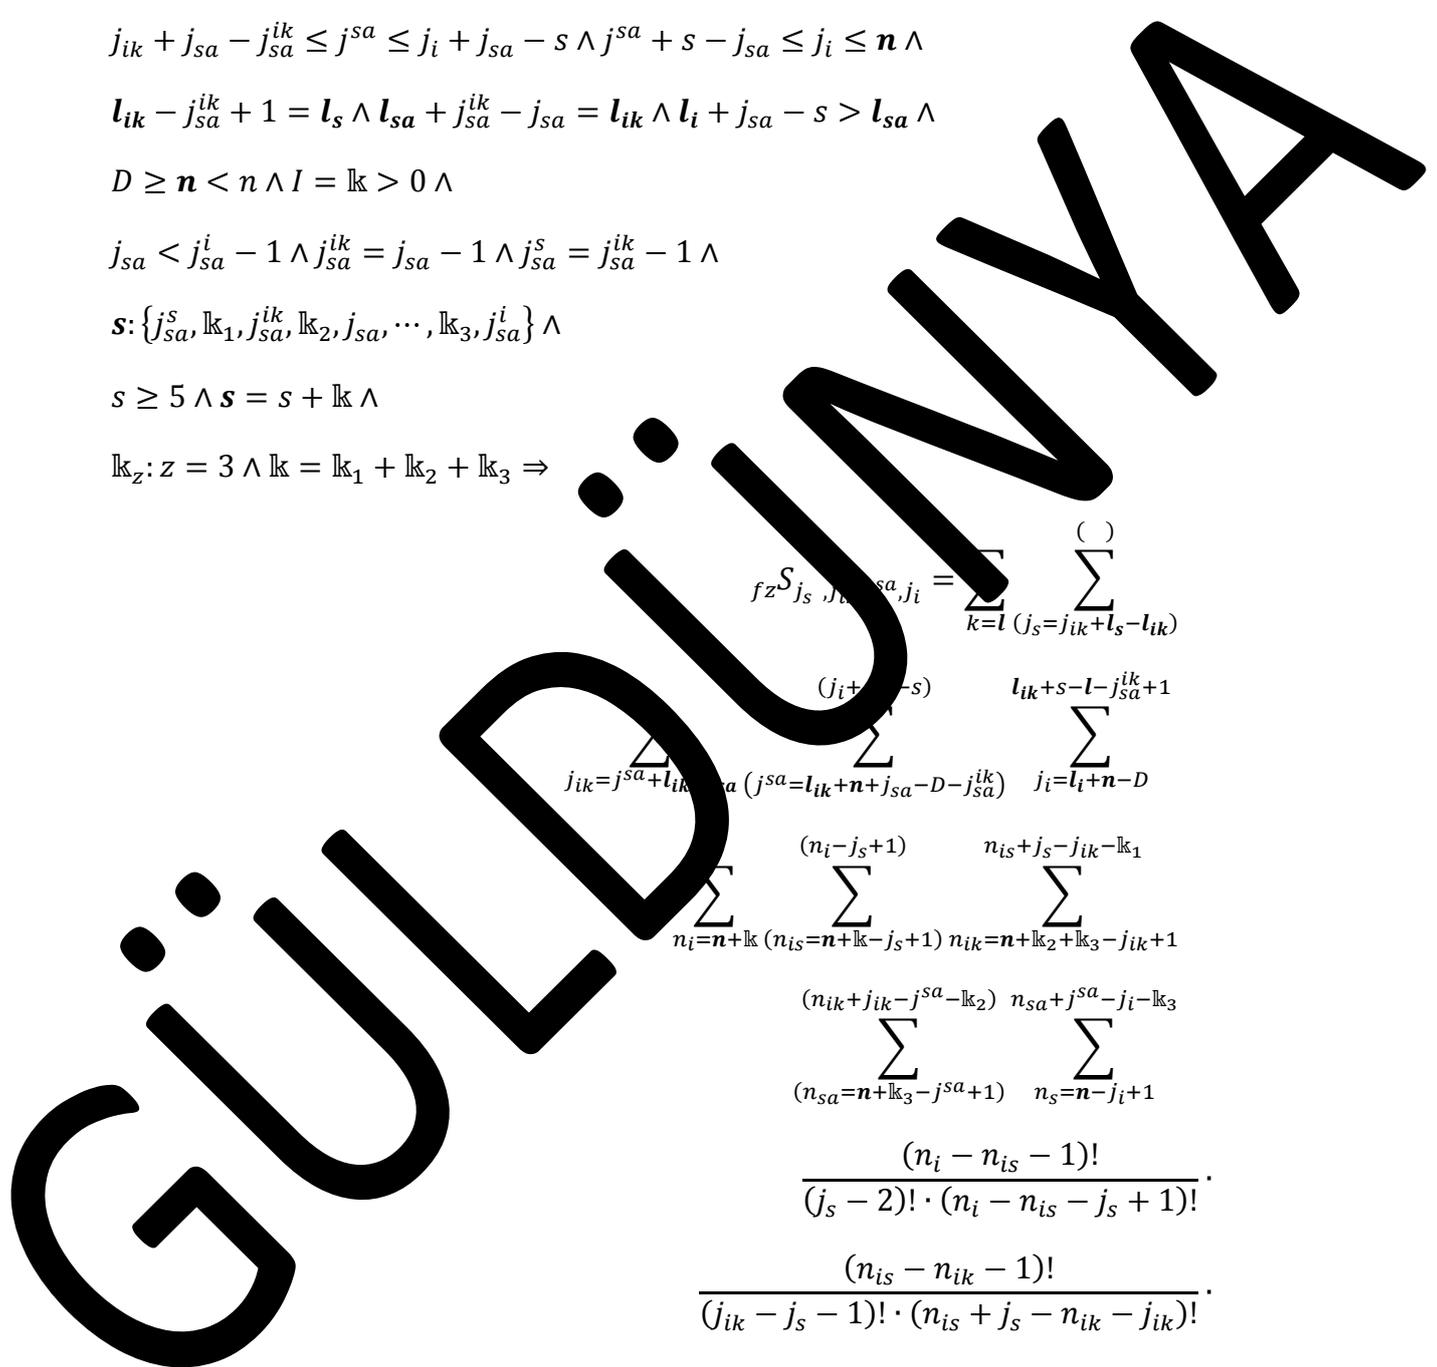 j_{ik} + j_{sa} − j_{sa}^{ik} ≤ j^{sa} ≤ j_i + j_{sa} − s ∧ j^{sa} + s − j_{sa} ≤ j_i ≤ 𝒏 ∧
𝒍_{𝒊𝒌} − j_{sa}^{ik} + 1 = 𝒍_𝒔 ∧ 𝒍_{𝒔𝒂} + j_{sa}^{ik} − j_{sa} = 𝒍_{𝒊𝒌} ∧ 𝒍_𝒊 + j_{sa} − s > 𝒍_{𝒔𝒂} ∧
D ≥ 𝒏 < n ∧ I = 𝕜 > 0 ∧
j_{sa} < j_{sa}^{i} − 1 ∧ j_{sa}^{ik} = j_{sa} − 1 ∧ j_{sa}^{s} = j_{sa}^{ik} − 1 ∧
𝒔: {j_{sa}^{s}, 𝕜_1, j_{sa}^{ik}, 𝕜_2, j_{sa}, ⋯ , 𝕜_3, j_{sa}^{i}} ∧
s ≥ 5 ∧ 𝒔 = s + 𝕜 ∧
𝕜_z: z = 3 ∧ 𝕜 = 𝕜_1 + 𝕜_2 + 𝕜_3 ⇒
( )
_{fz}S_{j_s ,j sa,j_i} = ∑ ∑
k=𝒍 (j_s=j_{ik}+𝒍_𝒔−𝒍_{𝒊𝒌})
(j_i+ −s) 𝒍_{𝒊𝒌}+s−𝒍−j_{sa}^{ik}+1
∑ ∑ ∑
j_{ik}=j^{sa}+𝒍_{𝒊𝒌} 𝒔𝒂 (j^{sa}=𝒍_{𝒊𝒌}+𝒏+j_{sa}−D−j_{sa}^{ik}) j_i=𝒍_𝒊+𝒏−D
(n_i−j_s+1) n_{is}+j_s−j_{ik}−𝕜_1
∑ ∑ ∑
n_i=𝒏+𝕜 (n_{is}=𝒏+𝕜−j_s+1) n_{ik}=𝒏+𝕜_2+𝕜_3−j_{ik}+1
(n_{ik}+j_{ik}−j^{sa}−𝕜_2) n_{sa}+j^{sa}−j_i−𝕜_3
∑ ∑
(n_{sa}=𝒏+𝕜_3−j^{sa}+1) n_s=𝒏−j_i+1
(n_i − n_{is} − 1)!
(j_s − 2)! · (n_i − n_{is} − j_s + 1)! ·
(n_{is} − n_{ik} − 1)!
(j_{ik} − j_s − 1)! · (n_{is} + j_s − n_{ik} − j_{ik})! ·
GÜLDÜNYA